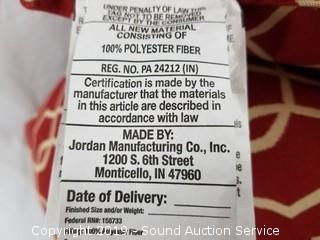 UNDER PENALTY OF LAW THIS
TAG NOT TO BE REMOVED
EXCEPT BY THE CONSUMER
ALL NEW MATERIAL
CONSISTING OF
100% POLYESTER FIBER
REG. NO. PA 24212 (IN)
Certification is made by the
manufacturer that the materials
in this article are described in
accordance with law
MADE BY:
Jordan Manufacturing Co., Inc.
1200 S. 6th Street
Monticello, IN 47960
Date of Delivery:
Finished Size and/or Weight:
Federal RN#: 156733
Copyright 2019 - Sound Auction Service